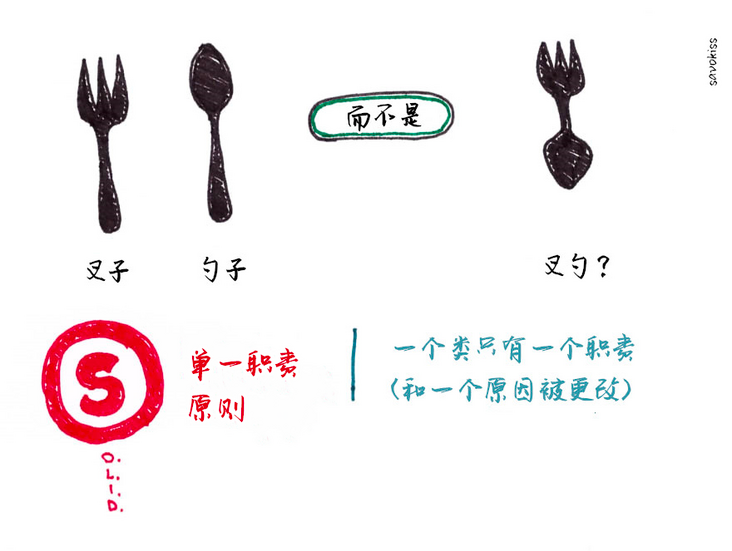 savokiss
而不是
叉子 勺子 叉勺?
S
单一职责
原则
一个类只有一个职责
(和一个原因被更改)
O.
L.
I.
D.